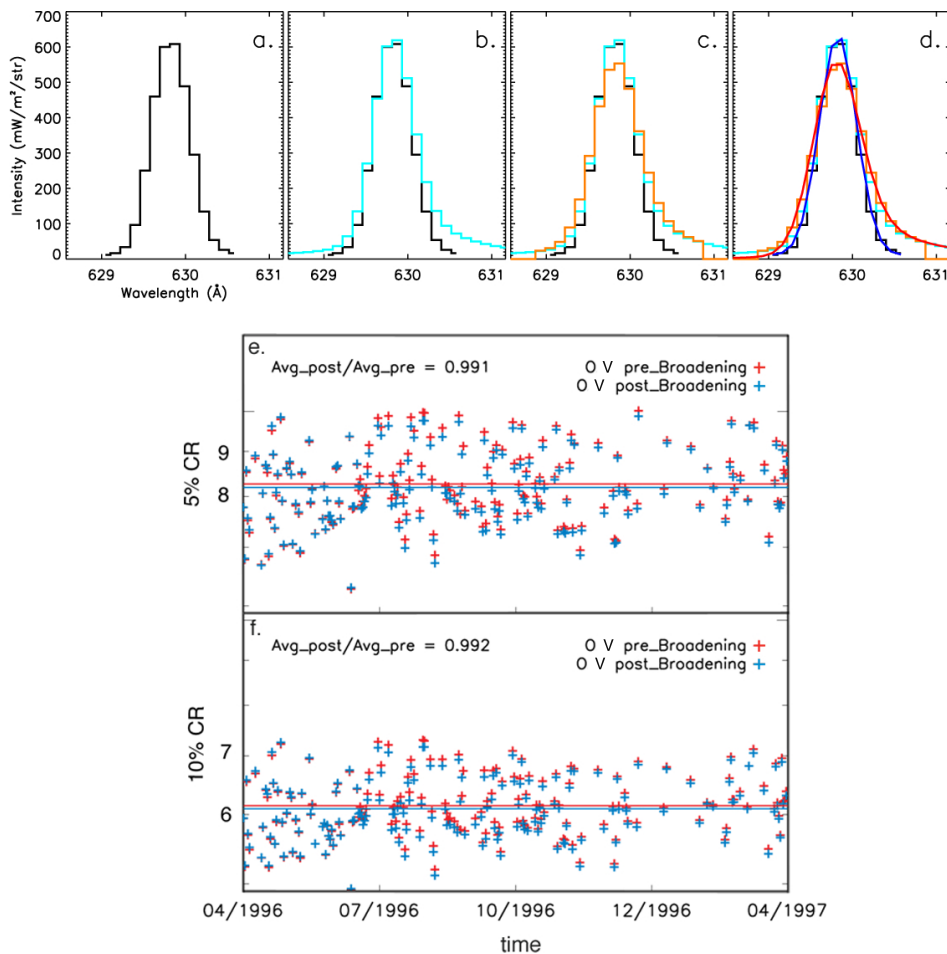 a.
b.
c.
d.
700
600
500
400
300
200
100
0
Intensity (mW/m²/str)
629 630 631
629 630 631
629 630 631
629 630 631
Wavelength (Å)
e.
Avg_post/Avg_pre = 0.991
O V pre_Broadening
O V post_Broadening
9
8
5% CR
f.
Avg_post/Avg_pre = 0.992
O V pre_Broadening
O V post_Broadening
7
6
10% CR
04/1996 07/1996 10/1996 12/1996 04/1997
time